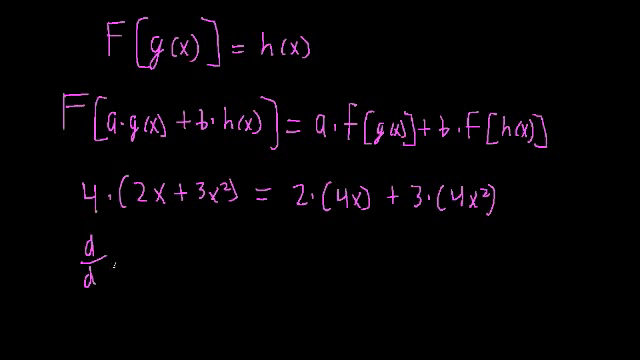 F[g(x)] = h(x)
F[a·g(x) + b·h(x)] = a·F[g(x)] + b·F[h(x)]
4·(2x + 3x²) = 2·(4x) + 3·(4x²)
d/d